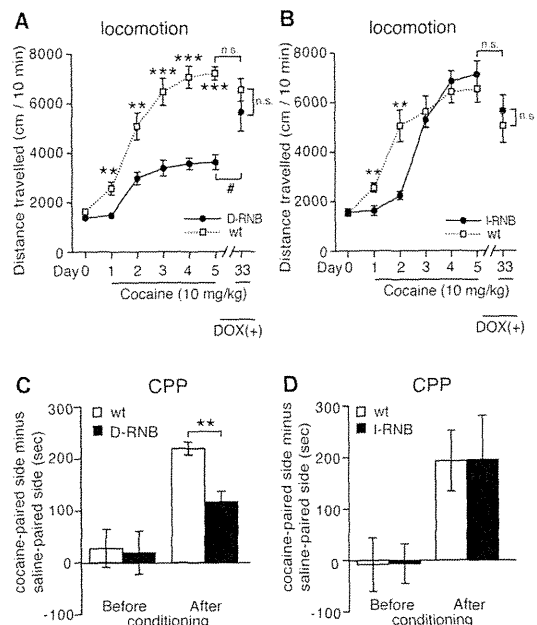 A
locomotion
Distance travelled (cm / 10 min)
8000
6000
4000
2000
0
** ** *** *** ***
n.s.
n.s.
#
D-RNB
wt
Day 0 1 2 3 4 5 33
Cocaine (10 mg/kg)
DOX(+)
B
locomotion
Distance travelled (cm / 10 min)
8000
6000
4000
2000
0
** **
n.s.
n.s
I-RNB
wt
Day 0 1 2 3 4 5 33
Cocaine (10 mg/kg)
DOX(+)
C
CPP
cocaine-paired side minus
saline-paired side (sec)
300
200
100
0
-100
wt
D-RNB
**
Before After
conditioning
D
CPP
cocaine-paired side minus
saline-paired side (sec)
300
200
100
0
-100
wt
I-RNB
Before After
conditioning